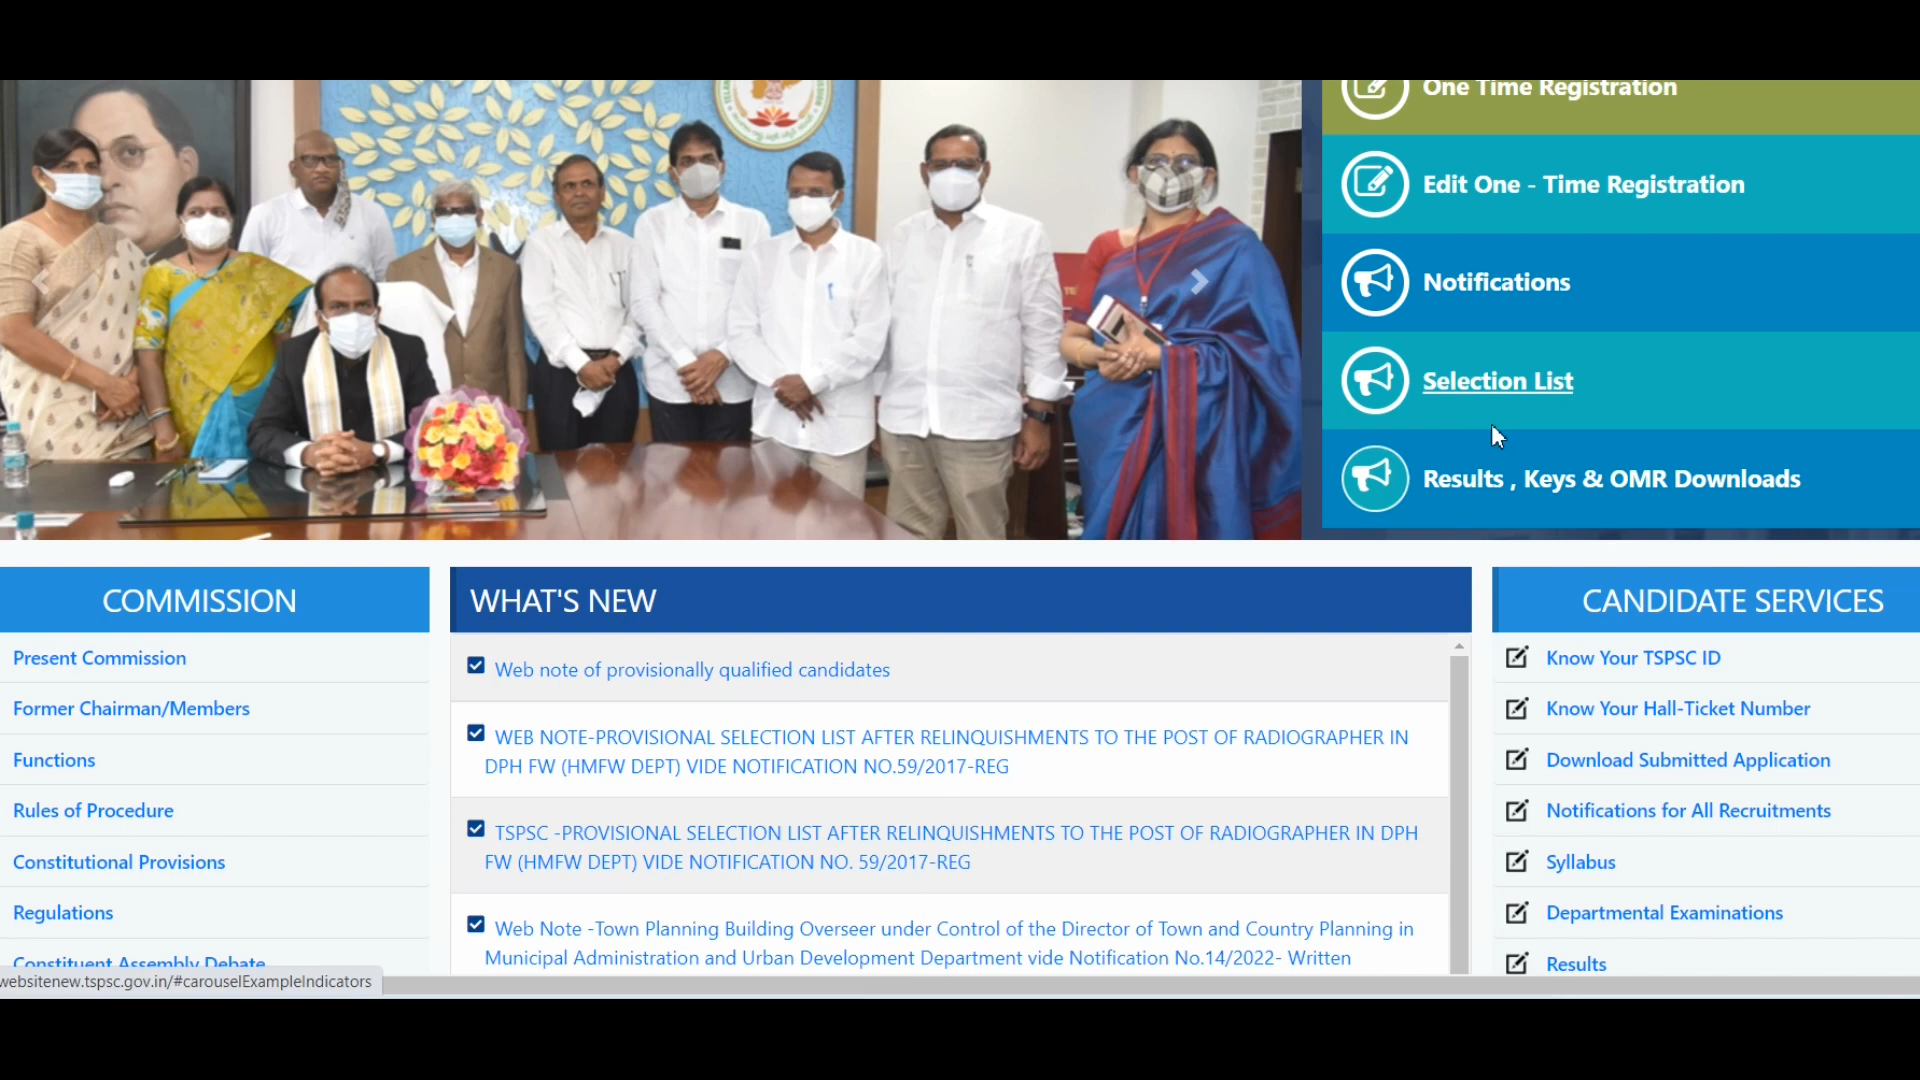 One Time Registration
Edit One - Time Registration
Notifications
Selection List
Results , Keys & OMR Downloads
COMMISSION
Present Commission
Former Chairman/Members
Functions
Rules of Procedure
Constitutional Provisions
Regulations
Constituent Assembly Debate
websitenew.tspsc.gov.in/#carouselExampleIndicators
WHAT'S NEW
Web note of provisionally qualified candidates
WEB NOTE-PROVISIONAL SELECTION LIST AFTER RELINQUISHMENTS TO THE POST OF RADIOGRAPHER IN
DPH FW (HMFW DEPT) VIDE NOTIFICATION NO.59/2017-REG
TSPSC -PROVISIONAL SELECTION LIST AFTER RELINQUISHMENTS TO THE POST OF RADIOGRAPHER IN DPH
FW (HMFW DEPT) VIDE NOTIFICATION NO. 59/2017-REG
Web Note -Town Planning Building Overseer under Control of the Director of Town and Country Planning in
Municipal Administration and Urban Development Department vide Notification No.14/2022- Written
CANDIDATE SERVICES
Know Your TSPSC ID
Know Your Hall-Ticket Number
Download Submitted Application
Notifications for All Recruitments
Syllabus
Departmental Examinations
Results